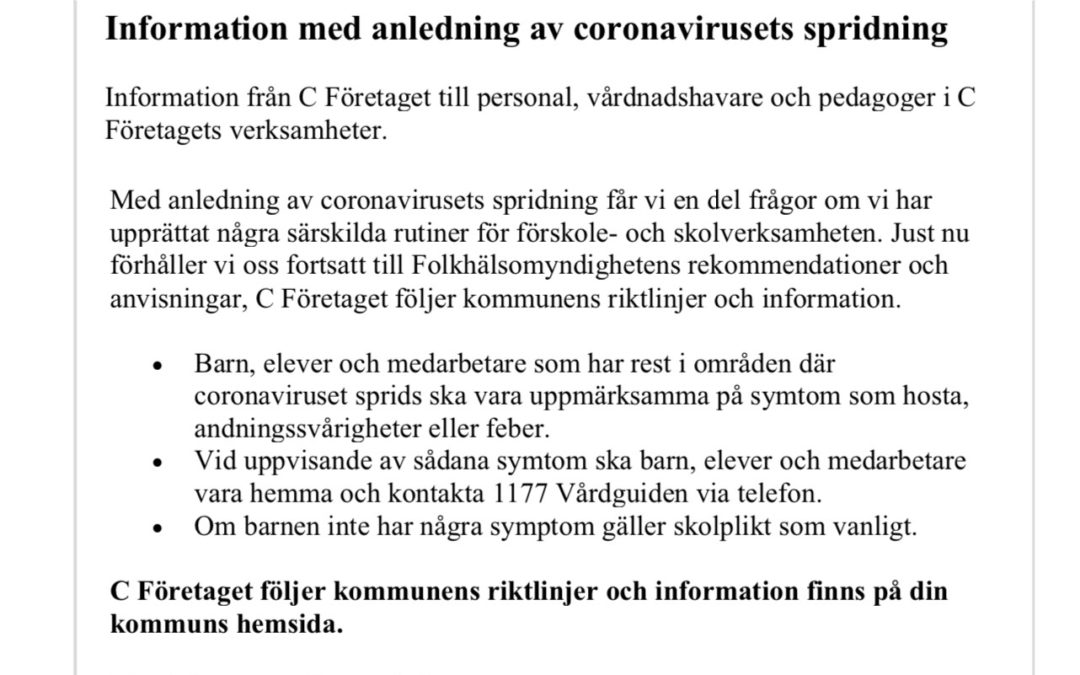 Information med anledning av coronavirusets spridning
Information från C Företaget till personal, vårdnadshavare och pedagoger i C
Företagets verksamheter.
Med anledning av coronavirusets spridning får vi en del frågor om vi har
upprättat några särskilda rutiner för förskole- och skolverksamheten. Just nu
förhåller vi oss fortsatt till Folkhälsomyndighetens rekommendationer och
anvisningar, C Företaget följer kommunens riktlinjer och information.
• Barn, elever och medarbetare som har rest i områden där
coronaviruset sprids ska vara uppmärksamma på symtom som hosta,
andningssvårigheter eller feber.
• Vid uppvisande av sådana symtom ska barn, elever och medarbetare
vara hemma och kontakta 1177 Vårdguiden via telefon.
• Om barnen inte har några symptom gäller skolplikt som vanligt.
C Företaget följer kommunens riktlinjer och information finns på din
kommuns hemsida.